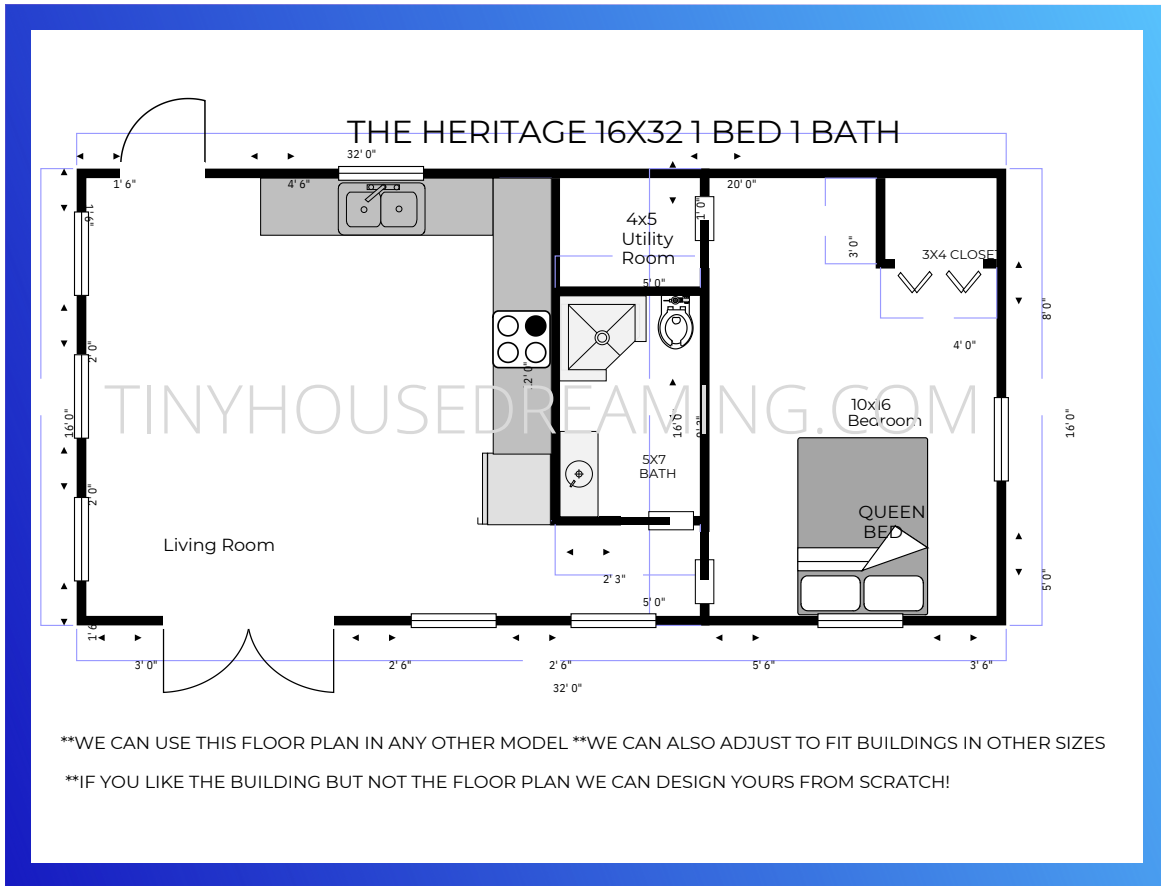 THE HERITAGE 16X32 1 BED 1 BATH
32' 0"
1' 6"
4' 6"
20' 0"
1' 6"
1' 0"
4x5
Utility
Room
3' 0"
3X4 CLOSET
5' 0"
8' 0"
2' 0"
4' 0"
2' 0"
TINYHOUSEDREAMING.COM
10x16
Bedroom
16' 0"
16' 0"
16' 0"
5X7
BATH
2' 0"
QUEEN
BED
Living Room
2' 3"
5' 0"
5' 0"
1' 6"
3' 0"
2' 6"
2' 6"
5' 6"
3' 6"
32' 0"
**WE CAN USE THIS FLOOR PLAN IN ANY OTHER MODEL **WE CAN ALSO ADJUST TO FIT BUILDINGS IN OTHER SIZES
**IF YOU LIKE THE BUILDING BUT NOT THE FLOOR PLAN WE CAN DESIGN YOURS FROM SCRATCH!